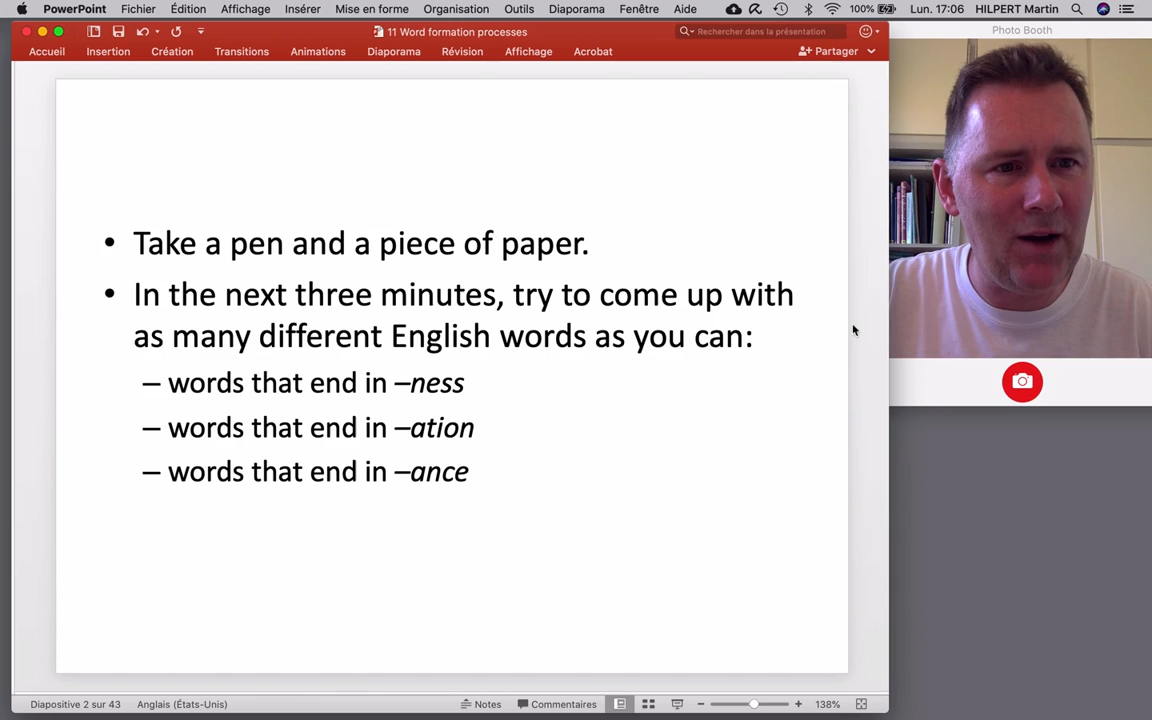 PowerPoint Fichier Édition Affichage Insérer Mise en forme Organisation Outils Diaporama Fenêtre Aide 100% Lun. 17:06 HILPERT Martin
11 Word formation processes
Rechercher dans la présentation
Photo Booth
Accueil Insertion Création Transitions Animations Diaporama Révision Affichage Acrobat Partager
• Take a pen and a piece of paper.
• In the next three minutes, try to come up with
as many different English words as you can:
– words that end in –ness
– words that end in –ation
– words that end in –ance
Diapositive 2 sur 43 Anglais (États-Unis) Notes Commentaires 138%